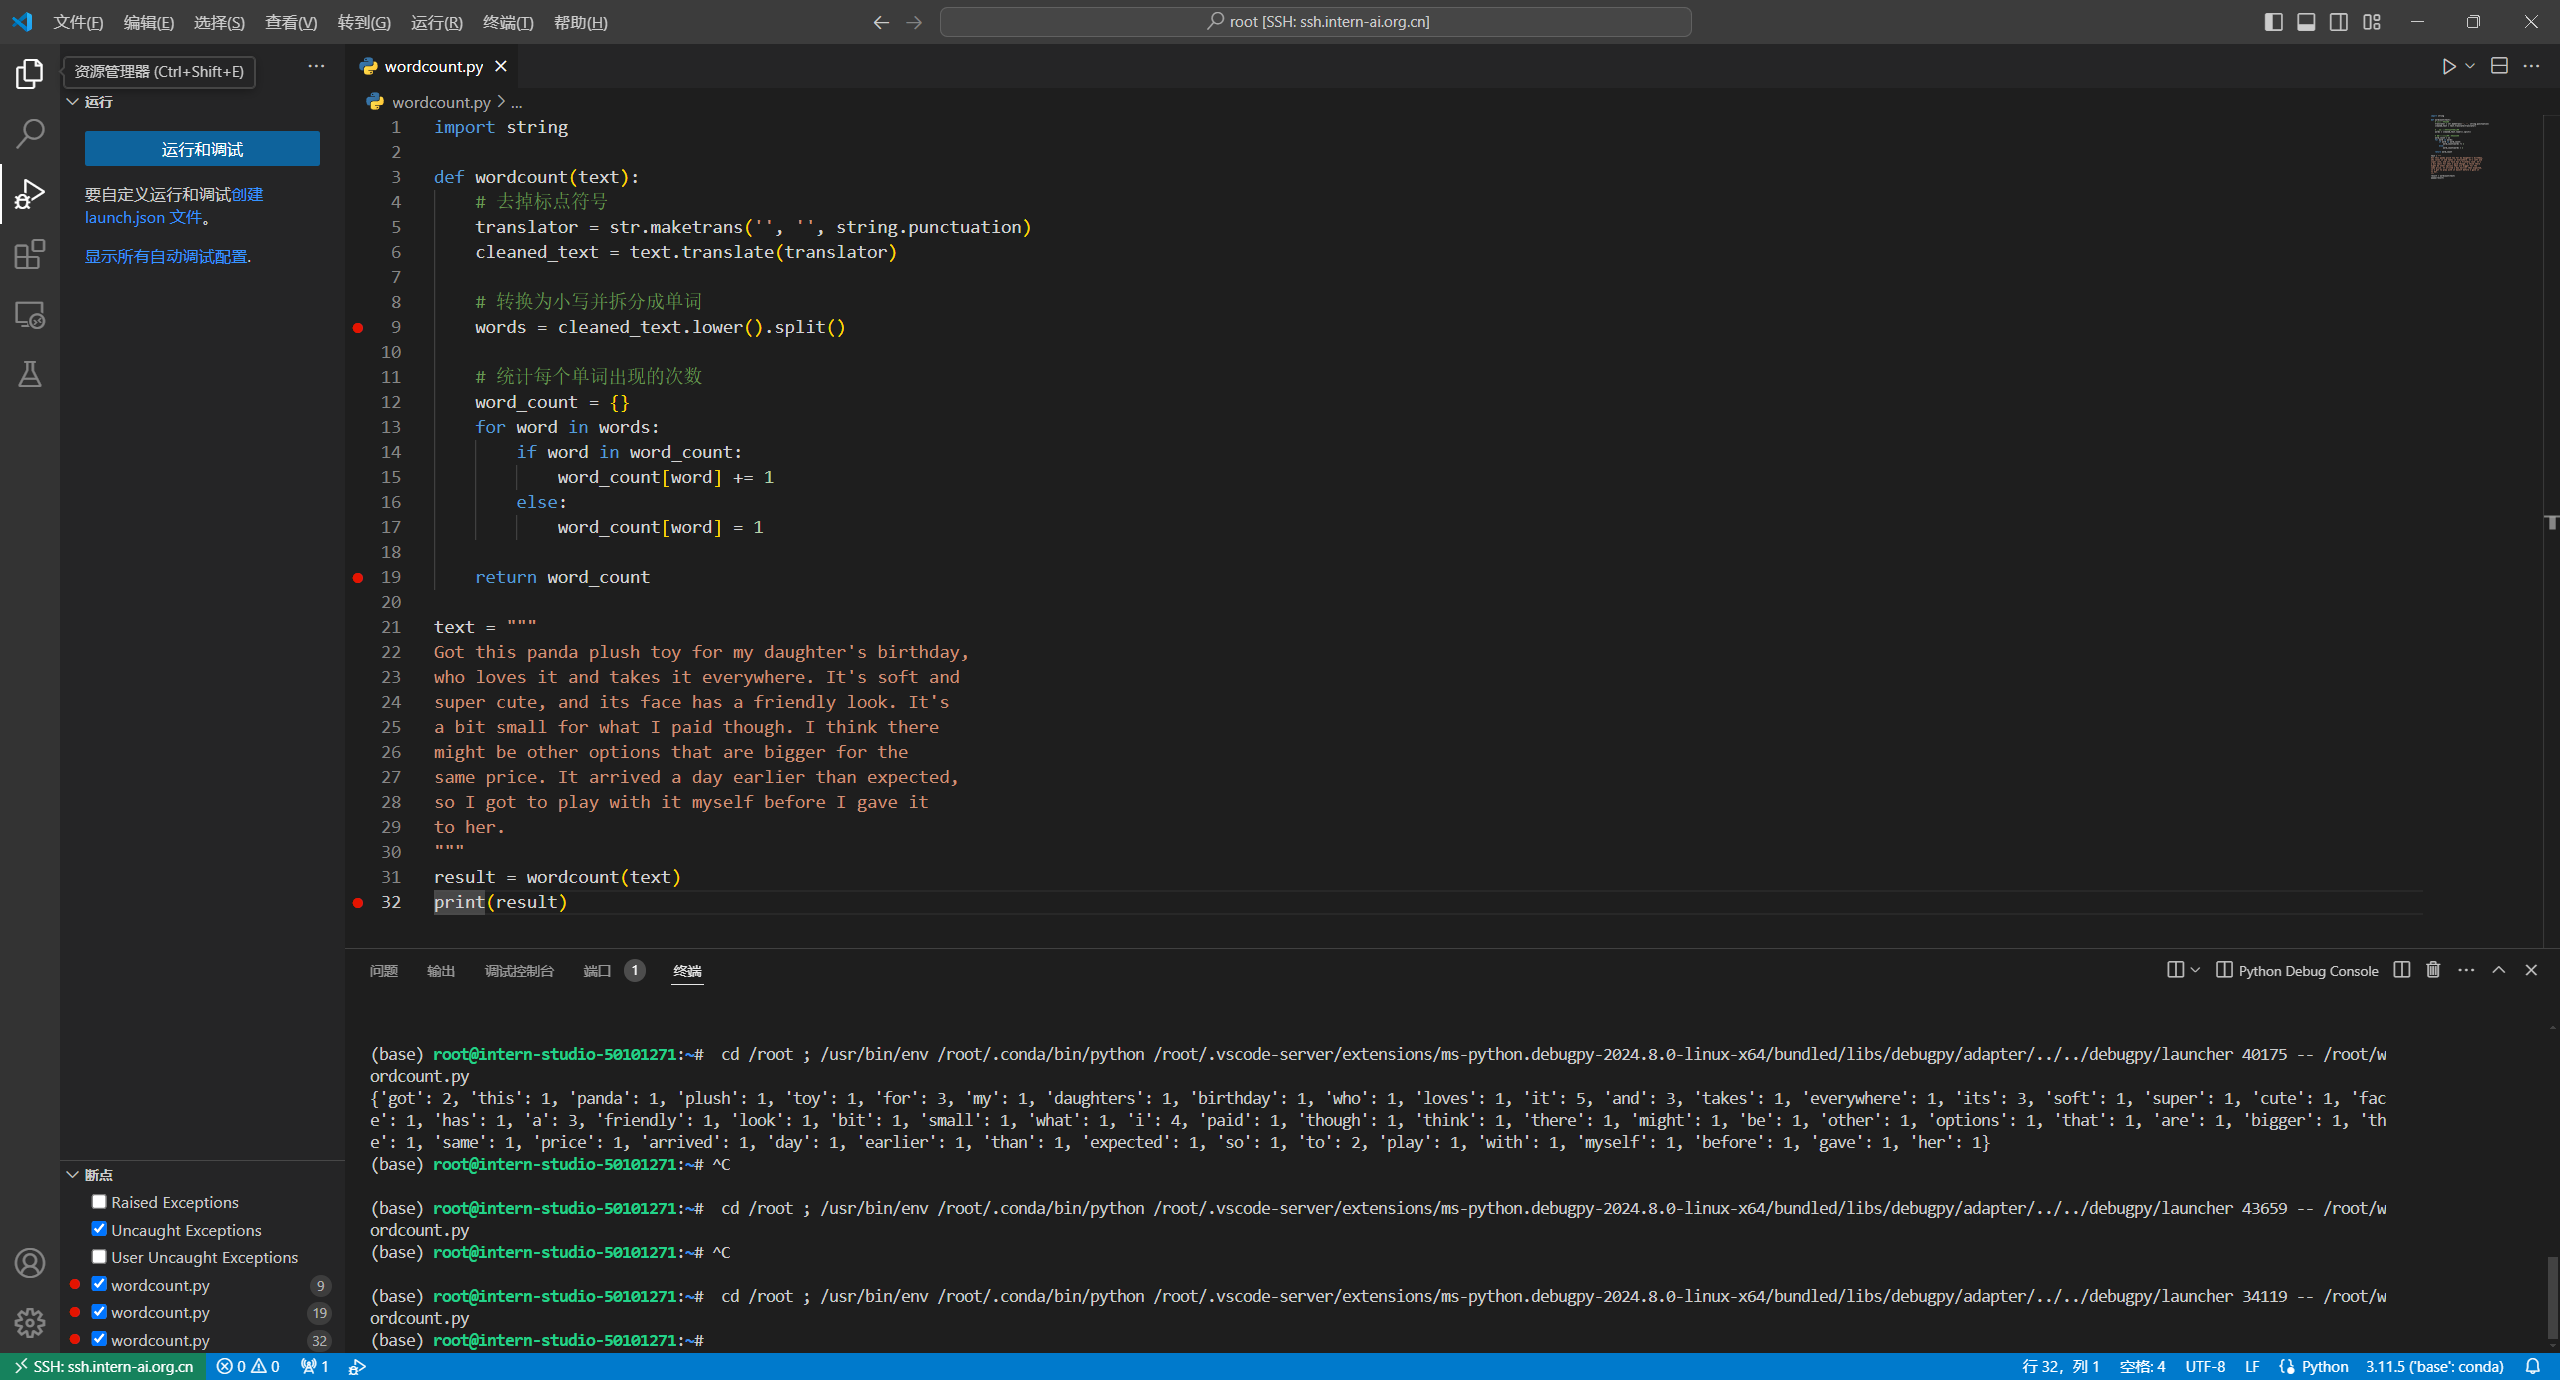 文件(F) 编辑(E) 选择(S) 查看(V) 转到(G) 运行(R) 终端(T) 帮助(H)
root [SSH: ssh.intern-ai.org.cn]
资源管理器 (Ctrl+Shift+E)
运行
运行和调试
要自定义运行和调试创建
launch.json 文件。
显示所有自动调试配置.
wordcount.py
wordcount.py > ...
1 import string
2
3 def wordcount(text):
4     # 去掉标点符号
5     translator = str.maketrans('', '', string.punctuation)
6     cleaned_text = text.translate(translator)
7
8     # 转换为小写并拆分成单词
9     words = cleaned_text.lower().split()
10
11     # 统计每个单词出现的次数
12     word_count = {}
13     for word in words:
14         if word in word_count:
15             word_count[word] += 1
16         else:
17             word_count[word] = 1
18
19     return word_count
20
21 text = """
22 Got this panda plush toy for my daughter's birthday,
23 who loves it and takes it everywhere. It's soft and
24 super cute, and its face has a friendly look. It's
25 a bit small for what I paid though. I think there
26 might be other options that are bigger for the
27 same price. It arrived a day earlier than expected,
28 so I got to play with it myself before I gave it
29 to her.
30 """
31 result = wordcount(text)
32 print(result)
问题 输出 调试控制台 端口 1 终端
Python Debug Console
(base) root@intern-studio-50101271:~#  cd /root ; /usr/bin/env /root/.conda/bin/python /root/.vscode-server/extensions/ms-python.debugpy-2024.8.0-linux-x64/bundled/libs/debugpy/adapter/../../debugpy/launcher 40175 -- /root/w
ordcount.py
{'got': 2, 'this': 1, 'panda': 1, 'plush': 1, 'toy': 1, 'for': 3, 'my': 1, 'daughters': 1, 'birthday': 1, 'who': 1, 'loves': 1, 'it': 5, 'and': 3, 'takes': 1, 'everywhere': 1, 'its': 3, 'soft': 1, 'super': 1, 'cute': 1, 'fac
e': 1, 'has': 1, 'a': 3, 'friendly': 1, 'look': 1, 'bit': 1, 'small': 1, 'what': 1, 'i': 4, 'paid': 1, 'though': 1, 'think': 1, 'there': 1, 'might': 1, 'be': 1, 'other': 1, 'options': 1, 'that': 1, 'are': 1, 'bigger': 1, 'th
e': 1, 'same': 1, 'price': 1, 'arrived': 1, 'day': 1, 'earlier': 1, 'than': 1, 'expected': 1, 'so': 1, 'to': 2, 'play': 1, 'with': 1, 'myself': 1, 'before': 1, 'gave': 1, 'her': 1}
(base) root@intern-studio-50101271:~# ^C
(base) root@intern-studio-50101271:~#  cd /root ; /usr/bin/env /root/.conda/bin/python /root/.vscode-server/extensions/ms-python.debugpy-2024.8.0-linux-x64/bundled/libs/debugpy/adapter/../../debugpy/launcher 43659 -- /root/w
ordcount.py
(base) root@intern-studio-50101271:~# ^C
(base) root@intern-studio-50101271:~#  cd /root ; /usr/bin/env /root/.conda/bin/python /root/.vscode-server/extensions/ms-python.debugpy-2024.8.0-linux-x64/bundled/libs/debugpy/adapter/../../debugpy/launcher 34119 -- /root/w
ordcount.py
(base) root@intern-studio-50101271:~#
断点
Raised Exceptions
Uncaught Exceptions
User Uncaught Exceptions
wordcount.py 9
wordcount.py 19
wordcount.py 32
SSH: ssh.intern-ai.org.cn 0 0 1 行 32，列 1 空格: 4 UTF-8 LF Python 3.11.5 ('base': conda)